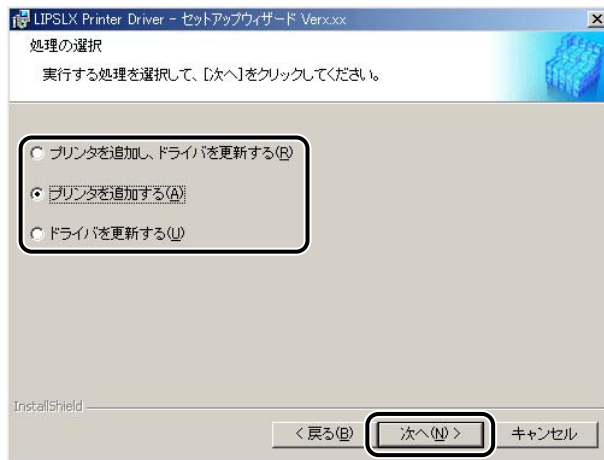 LIPSLX Printer Driver - セットアップウィザード Verx.xx
処理の選択
実行する処理を選択して、[次へ]をクリックしてください。
プリンタを追加し、ドライバを更新する(R)
プリンタを追加する(A)
ドライバを更新する(U)
InstallShield
< 戻る(B) 次へ(N) > キャンセル